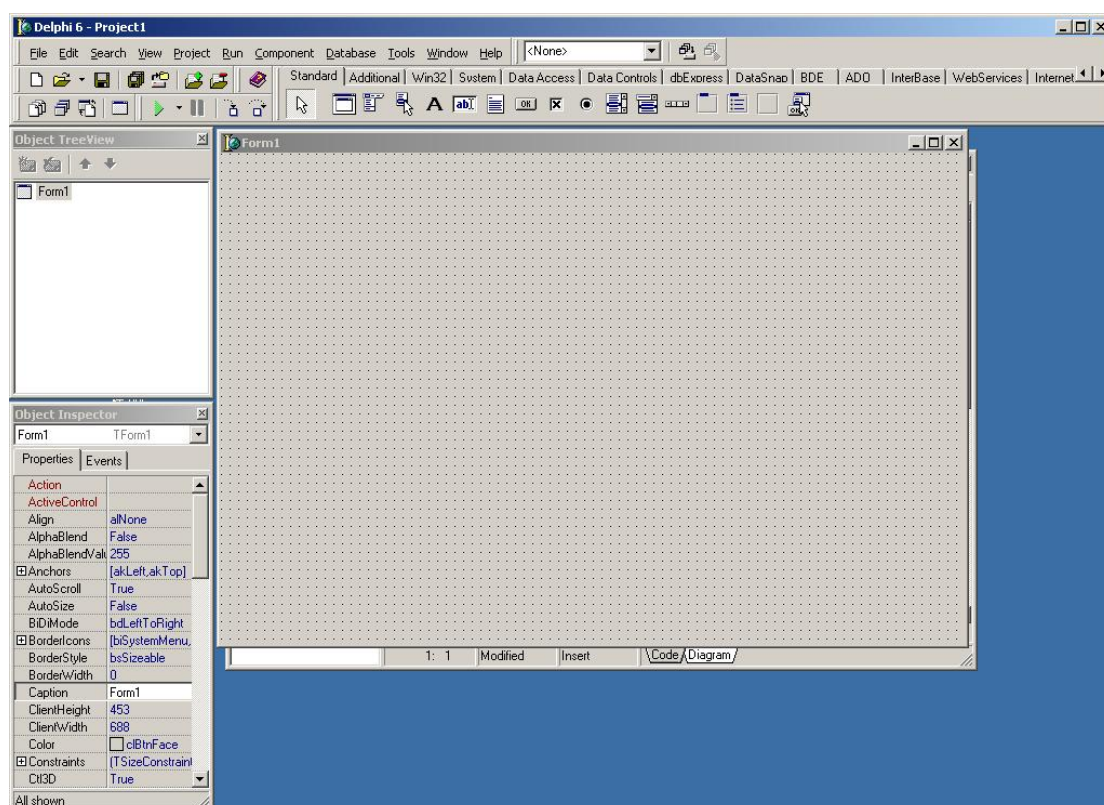 Delphi 6 - Project1
File Edit Search View Project Run Component Database Tools Window Help <None>
Standard Additional Win32 System Data Access Data Controls dbExpress DataSnap BDE ADO InterBase WebServices Internet
A ab OK OK
Object TreeView
Form1
Form1
Object Inspector
Form1 TForm1
Properties Events
Action
ActiveControl
Align alNone
AlphaBlend False
AlphaBlendVal 255
Anchors [akLeft,akTop]
AutoScroll True
AutoSize False
BiDiMode bdLeftToRight
BorderIcons [biSystemMenu,
BorderStyle bsSizeable
BorderWidth 0
Caption Form1
ClientHeight 453
ClientWidth 688
Color clBtnFace
Constraints (TSizeConstraint
Ctl3D True
All shown
1: 1 Modified Insert Code Diagram